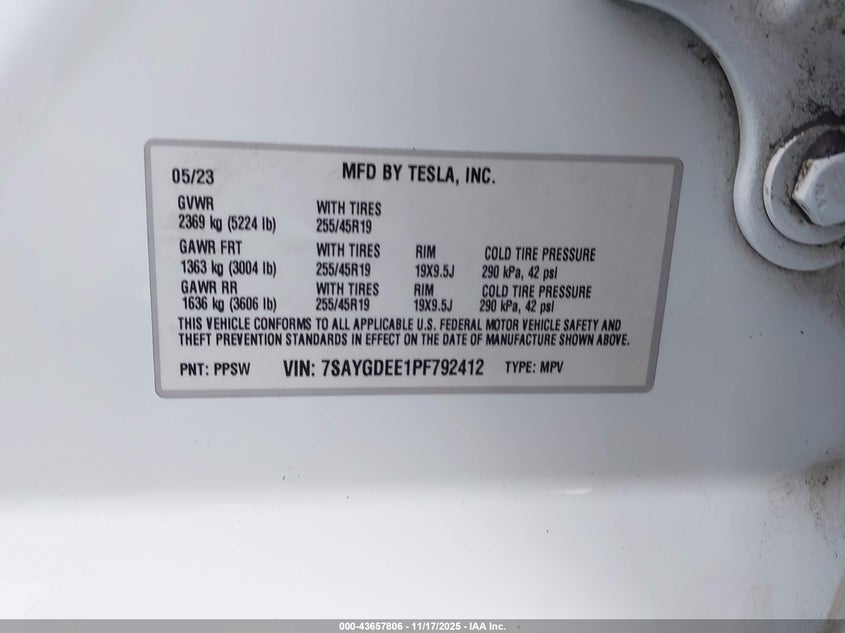 05/23 MFD BY TESLA, INC.
GVWR WITH TIRES
2369 kg (5224 lb) 255/45R19
GAWR FRT WITH TIRES RIM COLD TIRE PRESSURE
1363 kg (3004 lb) 255/45R19 19X9.5J 290 kPa, 42 psi
GAWR RR WITH TIRES RIM COLD TIRE PRESSURE
1636 kg (3606 lb) 255/45R19 19X9.5J 290 kPa, 42 psi
THIS VEHICLE CONFORMS TO ALL APPLICABLE U.S. FEDERAL MOTOR VEHICLE SAFETY AND
THEFT PREVENTION STANDARDS IN EFFECT ON THE DATE OF MANUFACTURE SHOWN ABOVE.
PNT: PPSW VIN: 7SAYGDEE1PF792412 TYPE: MPV
000-43657806 - 11/17/2025 - IAA Inc.